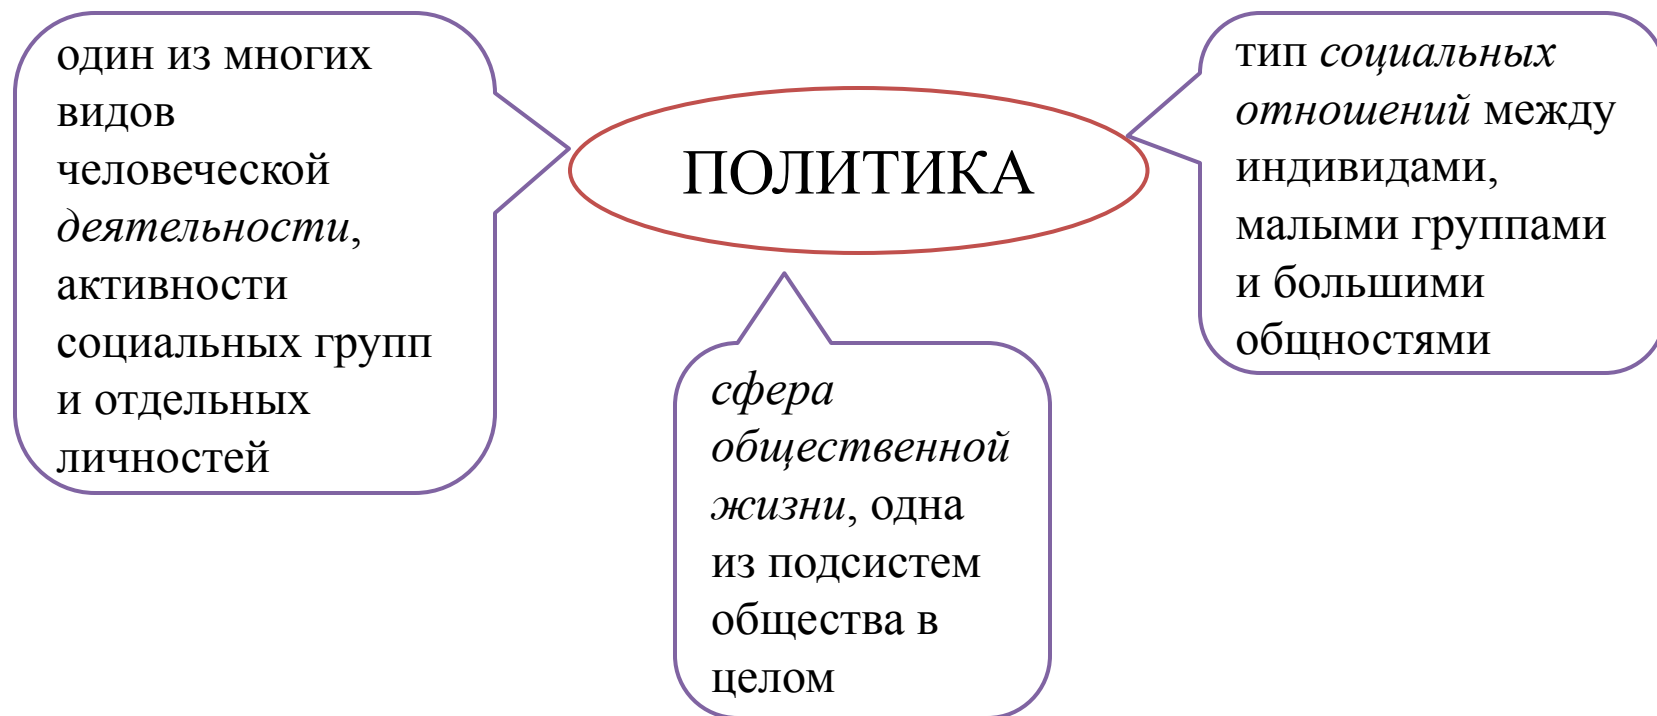 один из многих
видов
человеческой
деятельности,
активности
социальных групп
и отдельных
личностей
ПОЛИТИКА
тип социальных
отношений между
индивидами,
малыми группами
и большими
общностями
сфера
общественной
жизни, одна
из подсистем
общества в
целом